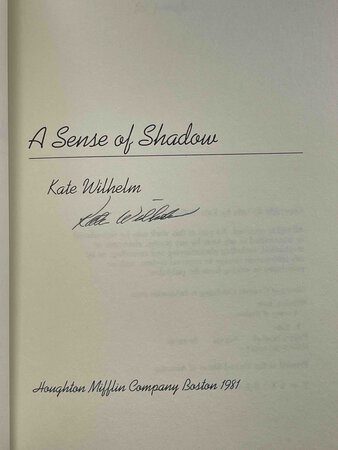 A Sense of Shadow
Kate Wilhelm
Kate Wilhelm
Houghton Mifflin Company Boston 1981